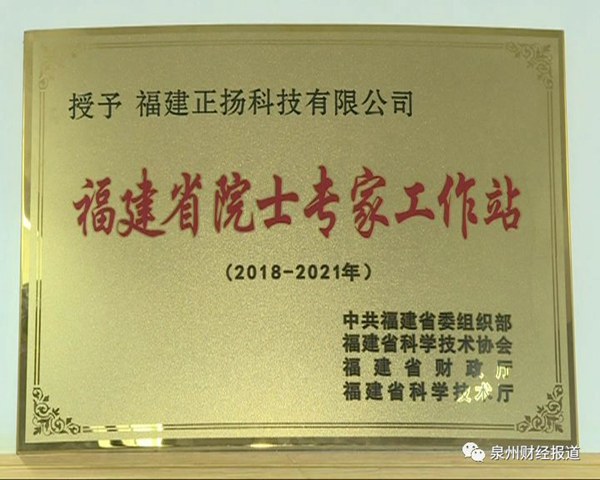 授予 福建正扬科技有限公司
福建省院士专家工作站
(2018-2021年)
中共福建省委组织部
福建省科学技术协会
福建省财政厅
福建省科学技术厅
泉州财经报道